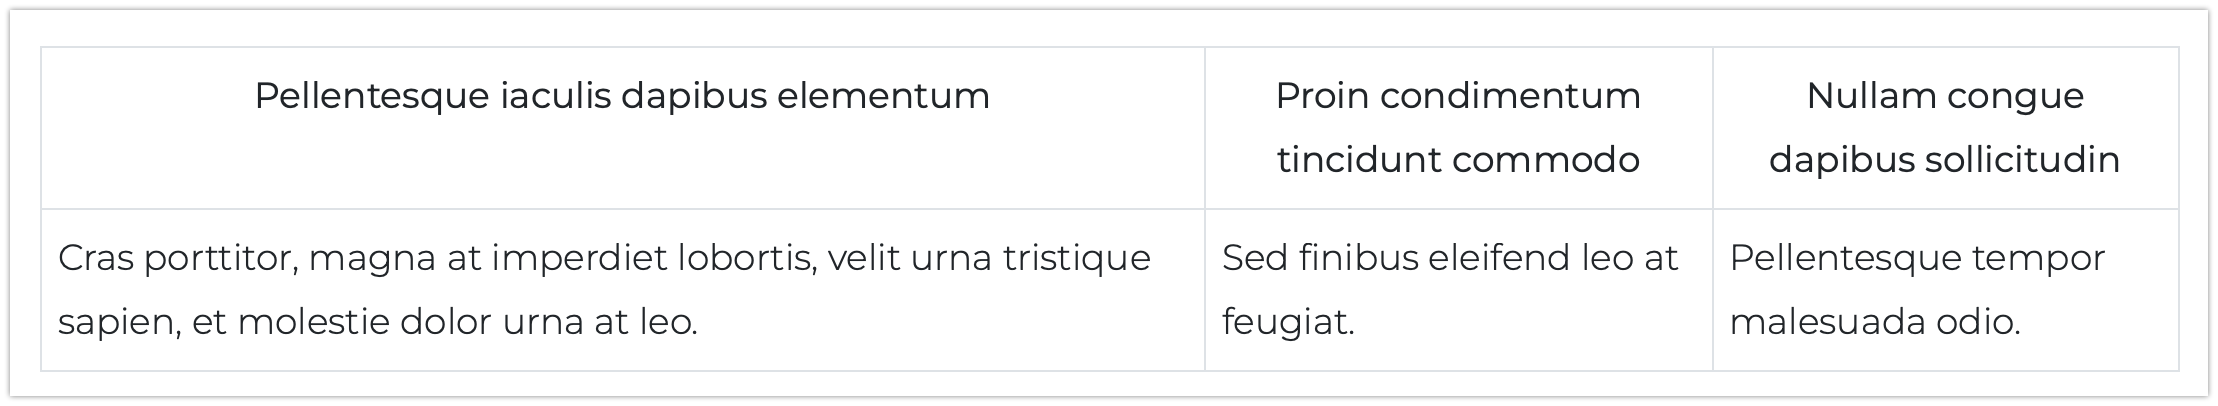 Pellentesque iaculis dapibus elementum
Proin condimentum
tincidunt commodo
Nullam congue
dapibus sollicitudin
Cras porttitor, magna at imperdiet lobortis, velit urna tristique
sapien, et molestie dolor urna at leo.
Sed finibus eleifend leo at
feugiat.
Pellentesque tempor
malesuada odio.